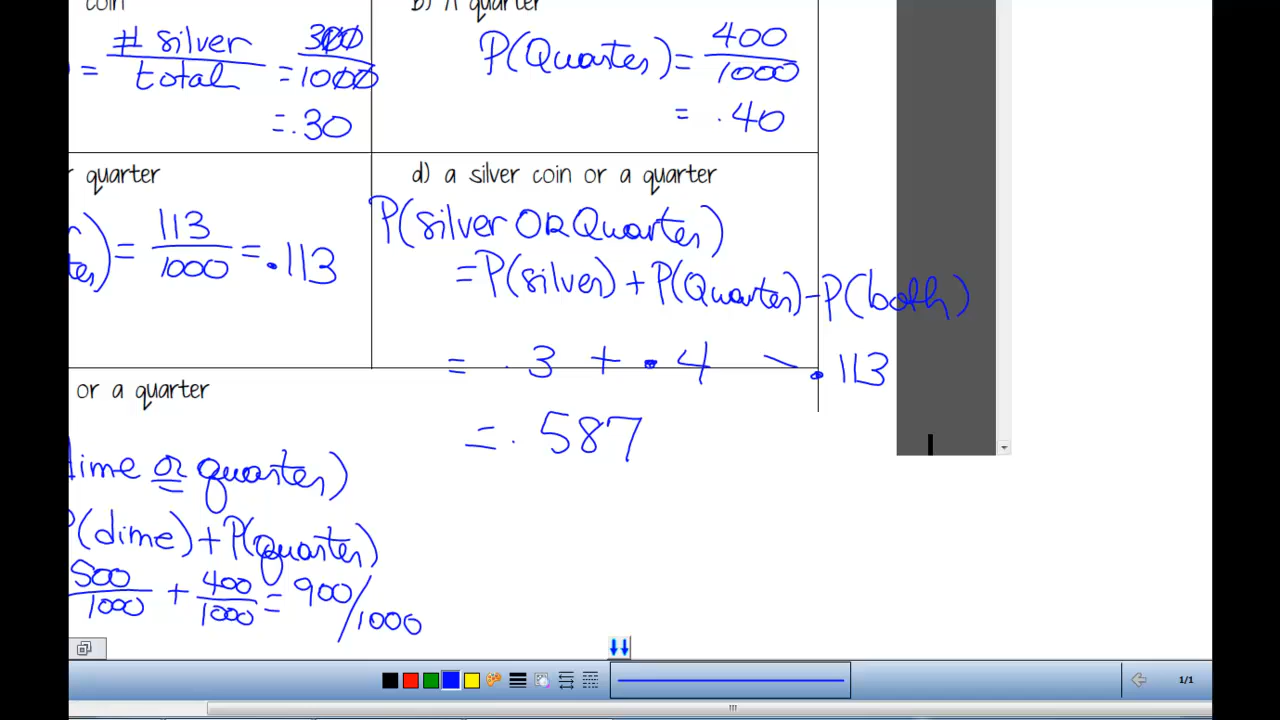 coin
# silver / total = 300/1000
= .30
b) A quarter
P(Quarter) = 400/1000
= .40
quarter
= 113/1000 = .113
d) a silver coin or a quarter
P(silver OR Quarter)
= P(silver) + P(Quarter) - P(both)
= .3 + .4 - .113
= .587
or a quarter
dime or quarter)
P(dime) + P(quarter)
500/1000 + 400/1000 = 900/1000
1/1